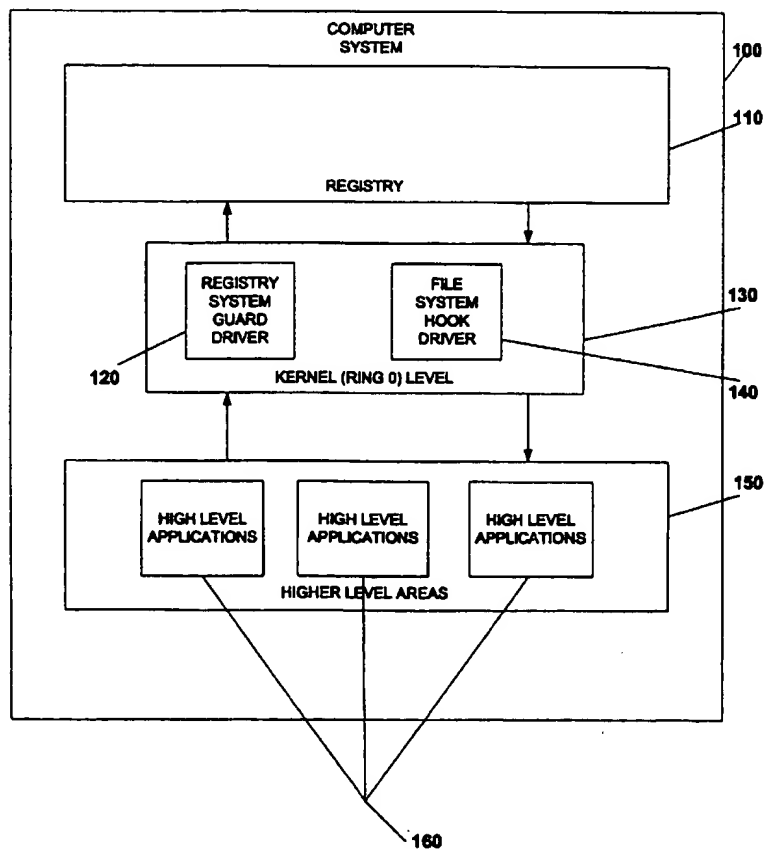 COMPUTER
SYSTEM
100
110
REGISTRY
REGISTRY
SYSTEM
GUARD
DRIVER
FILE
SYSTEM
HOOK
DRIVER
130
120
KERNEL (RING 0) LEVEL
140
150
HIGH LEVEL
APPLICATIONS
HIGH LEVEL
APPLICATIONS
HIGH LEVEL
APPLICATIONS
HIGHER LEVEL AREAS
160